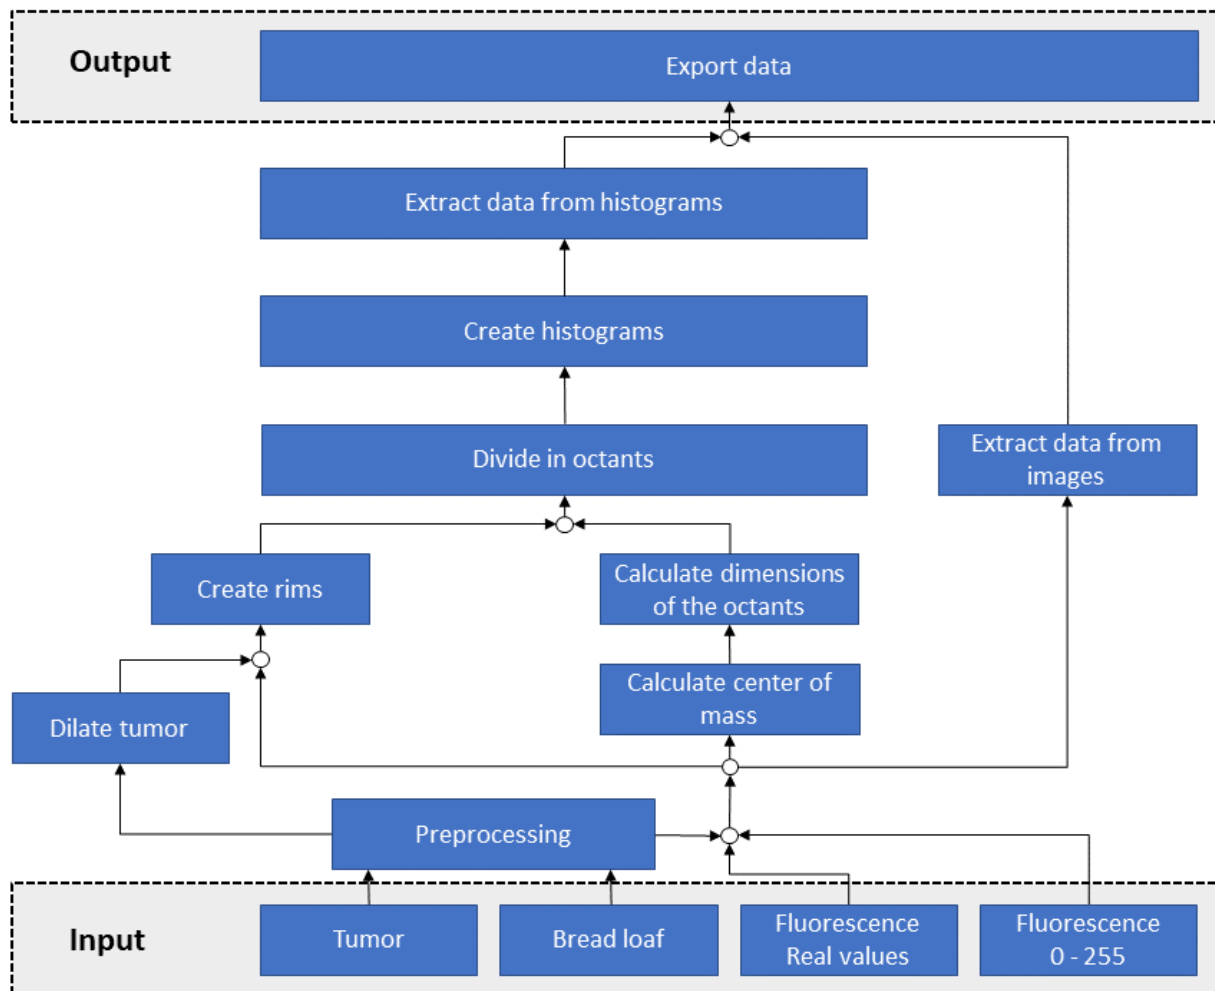 Output
Export data
Extract data from histograms
Create histograms
Divide in octants
Extract data from
images
Create rims
Calculate dimensions
of the octants
Calculate center of
mass
Dilate tumor
Preprocessing
Input
Tumor
Bread loaf
Fluorescence
Real values
Fluorescence
0 - 255